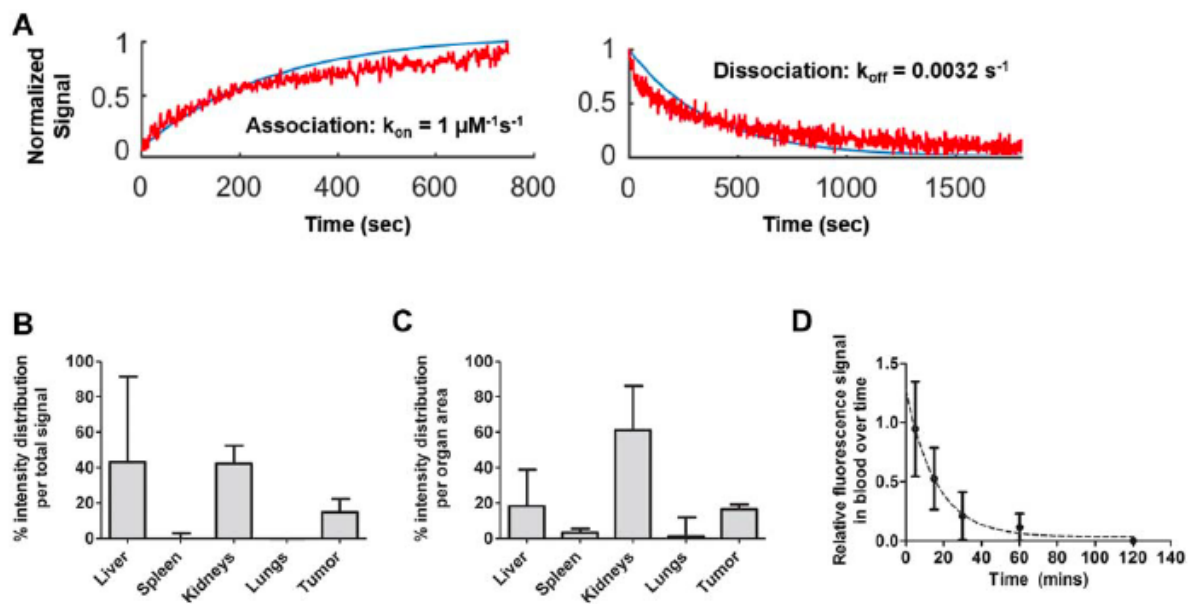 A
Normalized
Signal
1
0.5
0
Association: kon = 1 µM-1s-1
0
200
400
600
800
Time (sec)
1
0.5
0
Dissociation: koff = 0.0032 s-1
0
500
1000
1500
Time (sec)
B
% intensity distribution
per total signal
100
80
60
40
20
0
Liver
Spleen
Kidneys
Lungs
Tumor
C
% intensity distribution
per organ area
100
80
60
40
20
0
Liver
Spleen
Kidneys
Lungs
Tumor
D
Relative fluorescence signal
in blood over time
1.5
1.0
0.5
0.0
0
20
40
60
80
100
120
140
Time (mins)